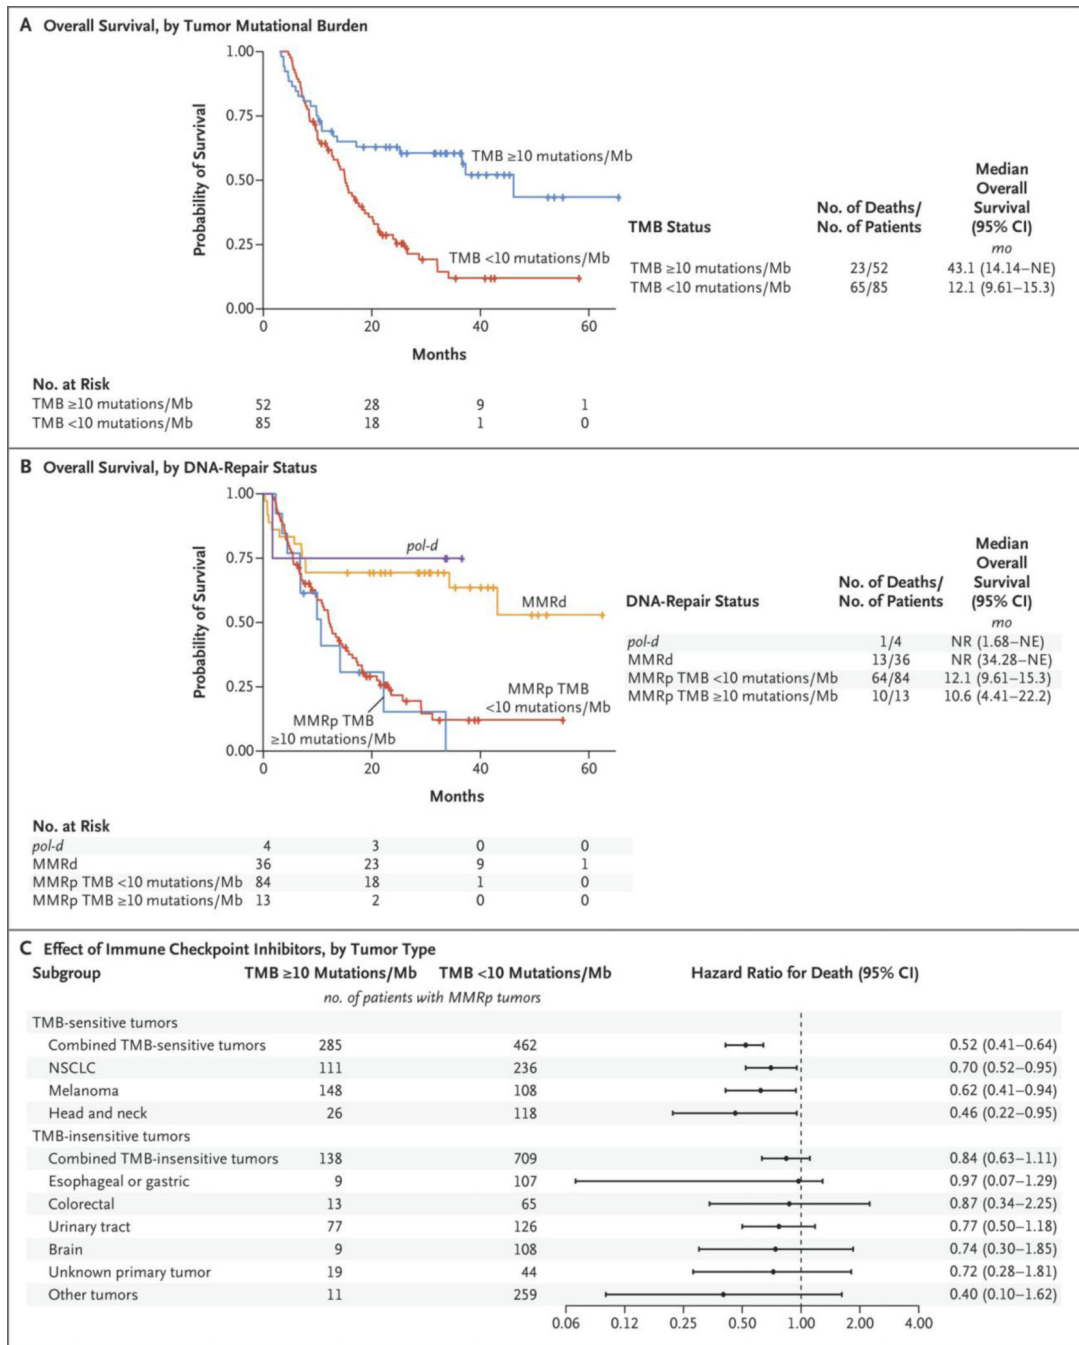 A Overall Survival, by Tumor Mutational Burden
1.00
0.75
0.50
0.25
0.00
Probability of Survival
0 20 40 60
Months
TMB ≥10 mutations/Mb
TMB <10 mutations/Mb
TMB Status No. of Deaths/ No. of Patients Median Overall Survival (95% CI)
mo
TMB ≥10 mutations/Mb 23/52 43.1 (14.14–NE)
TMB <10 mutations/Mb 65/85 12.1 (9.61–15.3)
No. at Risk
TMB ≥10 mutations/Mb 52 28 9 1
TMB <10 mutations/Mb 85 18 1 0
B Overall Survival, by DNA-Repair Status
1.00
0.75
0.50
0.25
0.00
Probability of Survival
0 20 40 60
Months
pol-d
MMRd
MMRp TMB
<10 mutations/Mb
MMRp TMB
≥10 mutations/Mb
DNA-Repair Status No. of Deaths/ No. of Patients Median Overall Survival (95% CI)
mo
pol-d 1/4 NR (1.68–NE)
MMRd 13/36 NR (34.28–NE)
MMRp TMB <10 mutations/Mb 64/84 12.1 (9.61–15.3)
MMRp TMB ≥10 mutations/Mb 10/13 10.6 (4.41–22.2)
No. at Risk
pol-d 4 3 0 0
MMRd 36 23 9 1
MMRp TMB <10 mutations/Mb 84 18 1 0
MMRp TMB ≥10 mutations/Mb 13 2 0 0
C Effect of Immune Checkpoint Inhibitors, by Tumor Type
Subgroup TMB ≥10 Mutations/Mb TMB <10 Mutations/Mb Hazard Ratio for Death (95% CI)
no. of patients with MMRp tumors
TMB-sensitive tumors
Combined TMB-sensitive tumors 285 462 0.52 (0.41–0.64)
NSCLC 111 236 0.70 (0.52–0.95)
Melanoma 148 108 0.62 (0.41–0.94)
Head and neck 26 118 0.46 (0.22–0.95)
TMB-insensitive tumors
Combined TMB-insensitive tumors 138 709 0.84 (0.63–1.11)
Esophageal or gastric 9 107 0.97 (0.07–1.29)
Colorectal 13 65 0.87 (0.34–2.25)
Urinary tract 77 126 0.77 (0.50–1.18)
Brain 9 108 0.74 (0.30–1.85)
Unknown primary tumor 19 44 0.72 (0.28–1.81)
Other tumors 11 259 0.40 (0.10–1.62)
0.06 0.12 0.25 0.50 1.00 2.00 4.00